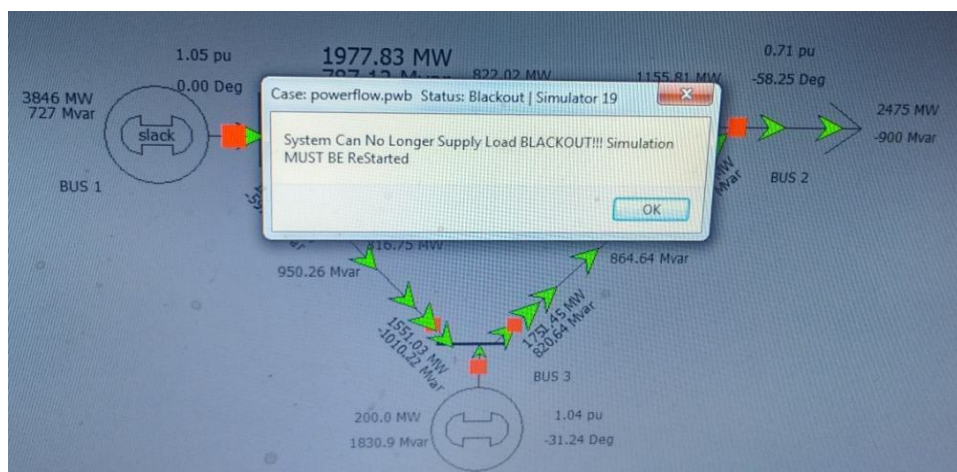 1.05 pu
1977.83 MW
0.71 pu
822.02 MW
1155.81 MW
0.00 Deg
-58.25 Deg
3846 MW
727 Mvar
Case: powerflow.pwb Status: Blackout | Simulator 19
2475 MW
-900 Mvar
slack
System Can No Longer Supply Load BLACKOUT!!! Simulation
MUST BE ReStarted
OK
BUS 1
BUS 2
MW
Mvar
950.26 Mvar
864.64 Mvar
1551.03 MW
-1010.22 Mvar
1751.45 MW
820.64 Mvar
BUS 3
200.0 MW
1830.9 Mvar
1.04 pu
-31.24 Deg